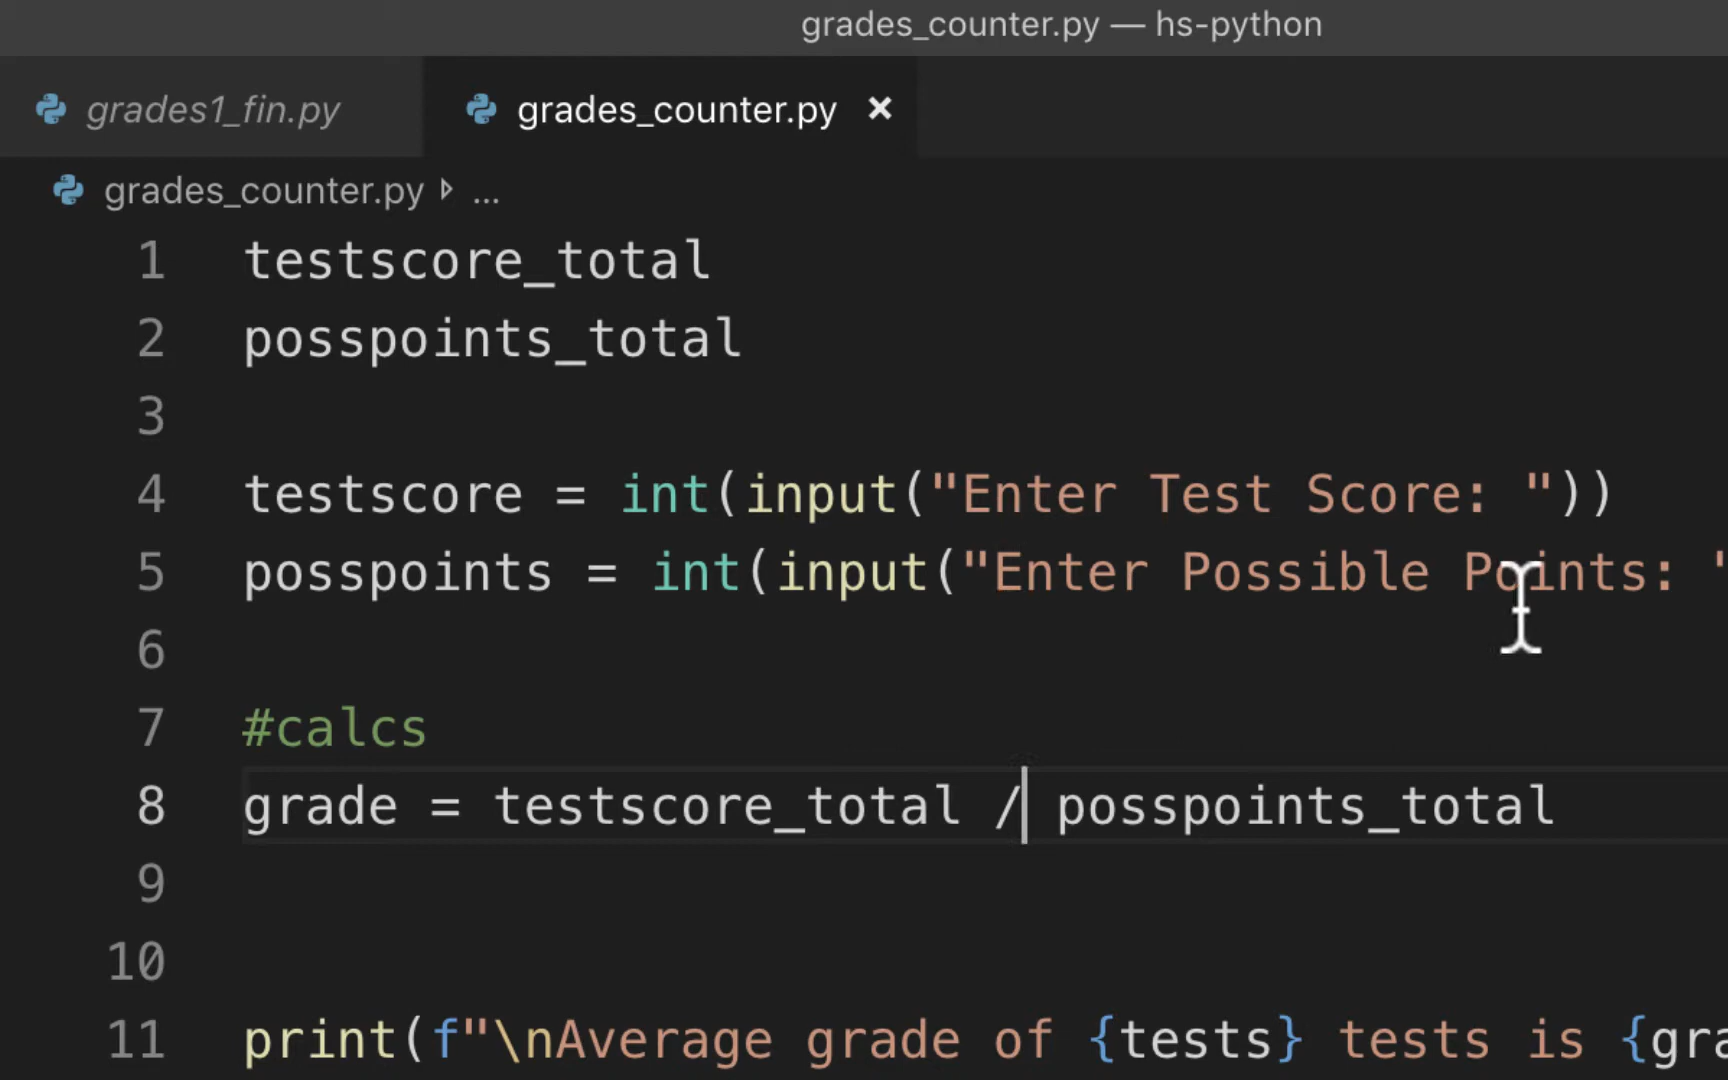 grades_counter.py — hs-python
grades1_fin.py grades_counter.py ×
grades_counter.py ...
1 testscore_total
2 posspoints_total
3
4 testscore = int(input("Enter Test Score: "))
5 posspoints = int(input("Enter Possible Points: "
6
7 #calcs
8 grade = testscore_total / posspoints_total
9
10
11 print(f"\nAverage grade of {tests} tests is {gra